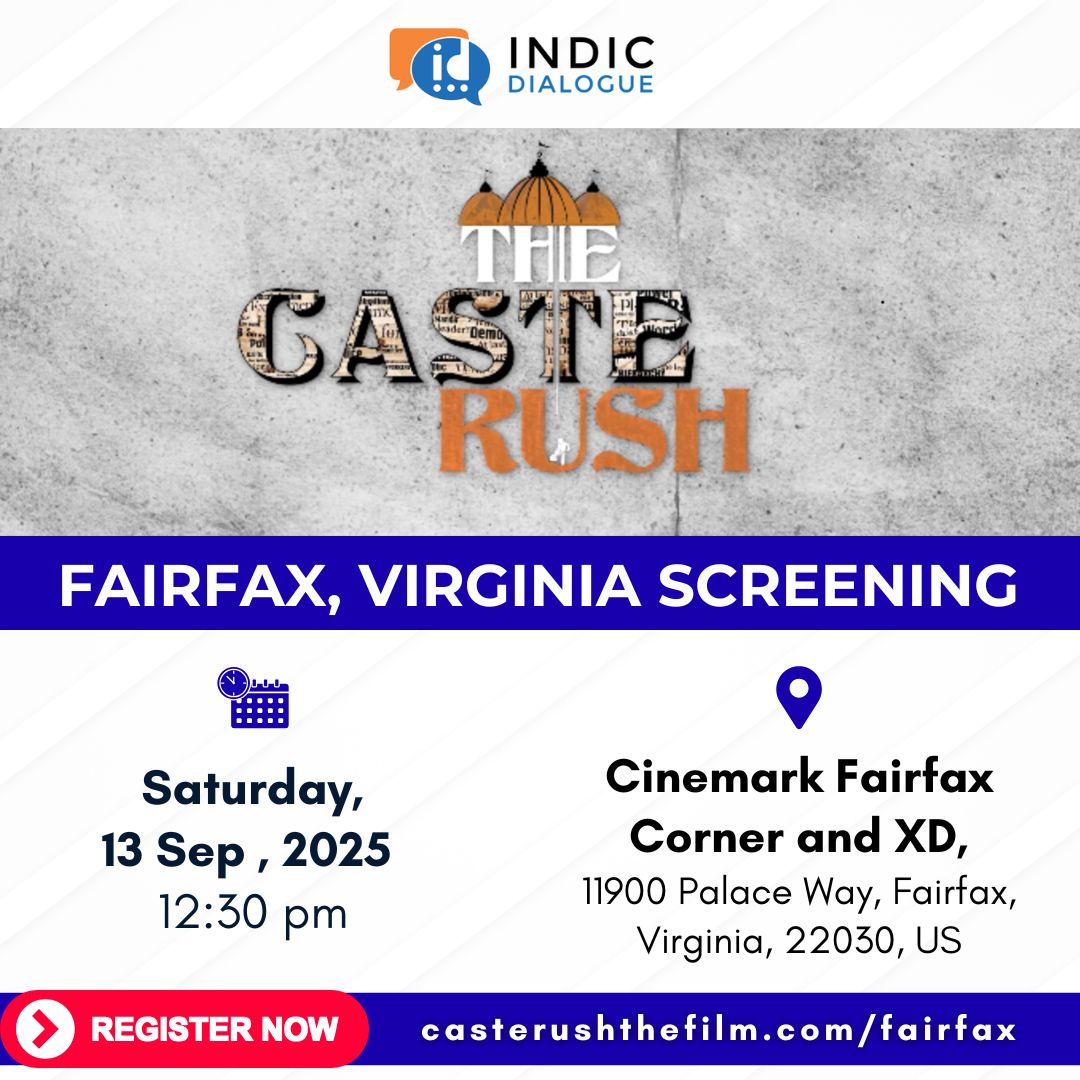 id
INDIC
DIALOGUE
THE
CASTE
RUSH
FAIRFAX, VIRGINIA SCREENING
Saturday,
13 Sep , 2025
12:30 pm
Cinemark Fairfax
Corner and XD,
11900 Palace Way, Fairfax,
Virginia, 22030, US
REGISTER NOW
casterushthefilm.com/fairfax